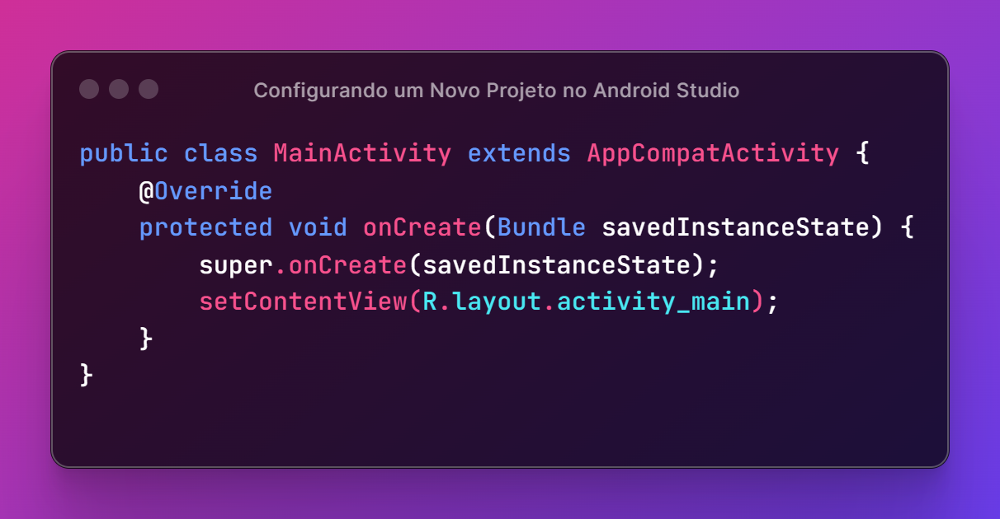 Configurando um Novo Projeto no Android Studio
public class MainActivity extends AppCompatActivity {
    @Override
    protected void onCreate(Bundle savedInstanceState) {
        super.onCreate(savedInstanceState);
        setContentView(R.layout.activity_main);
    }
}